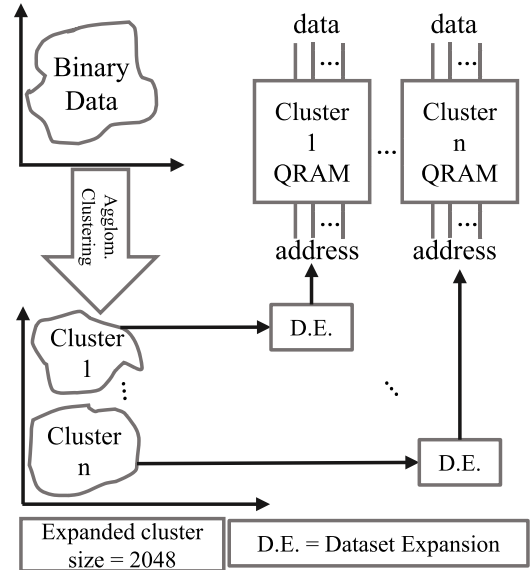 Binary
Data
Agglom.
Clustering
data
...
Cluster
1
QRAM
...
address
...
data
...
Cluster
n
QRAM
...
address
Cluster
1
...
Cluster
n
D.E.
...
D.E.
Expanded cluster
size = 2048
D.E. = Dataset Expansion